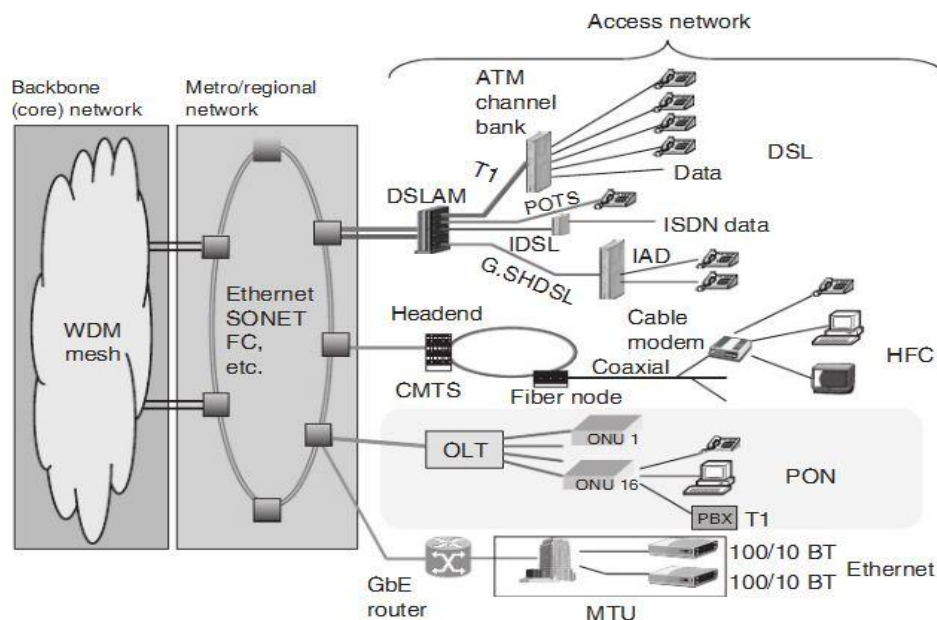 Access network
Backbone
(core) network
Metro/regional
network
ATM
channel
bank
T1
DSLAM
POTS
IDSL
G.SHDSL
Data
DSL
ISDN data
IAD
WDM
mesh
Ethernet
SONET
FC,
etc.
Headend
CMTS
Fiber node
Coaxial
Cable
modem
HFC
OLT
ONU 1
ONU 16
PBX
T1
PON
GbE
router
MTU
100/10 BT
100/10 BT
Ethernet